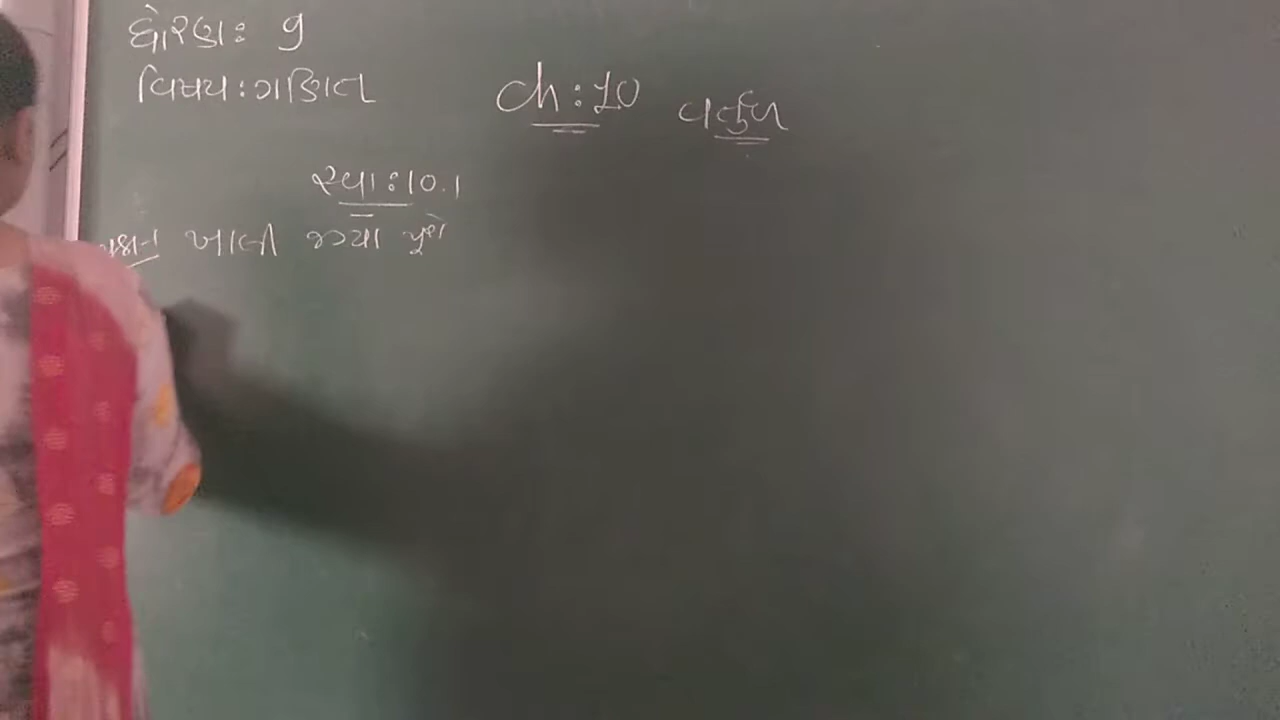 ધોરણ: 9
વિષય: ગણિત
ch: 10 વર્તુળ
સ્વા: 10.1
ખાલી જગ્યા પૂરો